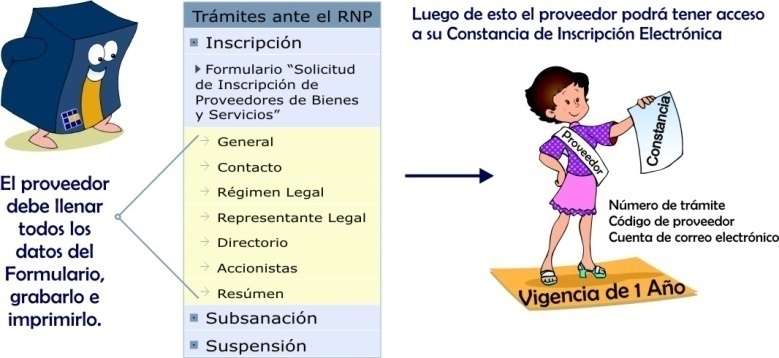 El proveedor
debe llenar
todos los
datos del
Formulario,
grabarlo e
imprimirlo.
Trámites ante el RNP
Inscripción
Formulario “Solicitud
de Inscripción de
Proveedores de Bienes
y Servicios”
General
Contacto
Régimen Legal
Representante Legal
Directorio
Accionistas
Resúmen
Subsanación
Suspensión
Luego de esto el proveedor podrá tener acceso
a su Constancia de Inscripción Electrónica
Proveedor
Constancia
Número de trámite
Código de proveedor
Cuenta de correo electrónico
Vigencia de 1 Año